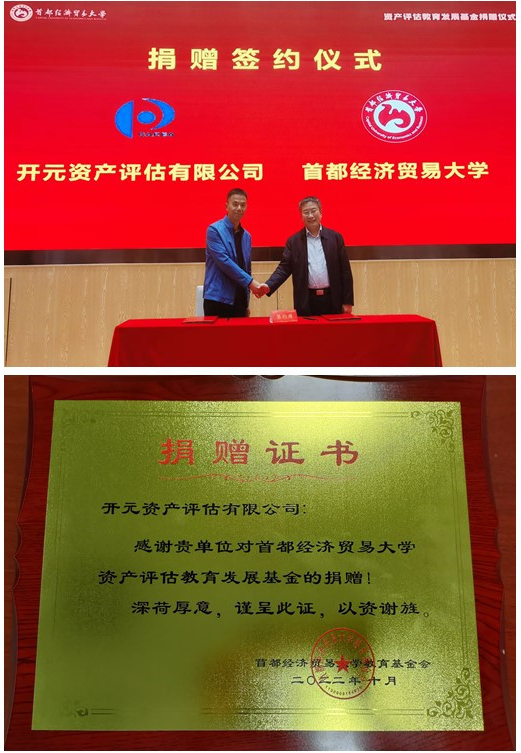 首都经济贸易大学
资产评估教育发展基金捐赠仪式
捐赠签约仪式
开元资产评估有限公司
首都经济贸易大学
签约席
捐赠证书
开元资产评估有限公司：
感谢贵单位对首都经济贸易大学
资产评估教育发展基金的捐赠！
深荷厚意，谨呈此证，以资谢旌。
首都经济贸易大学教育基金会
二〇二二年十月